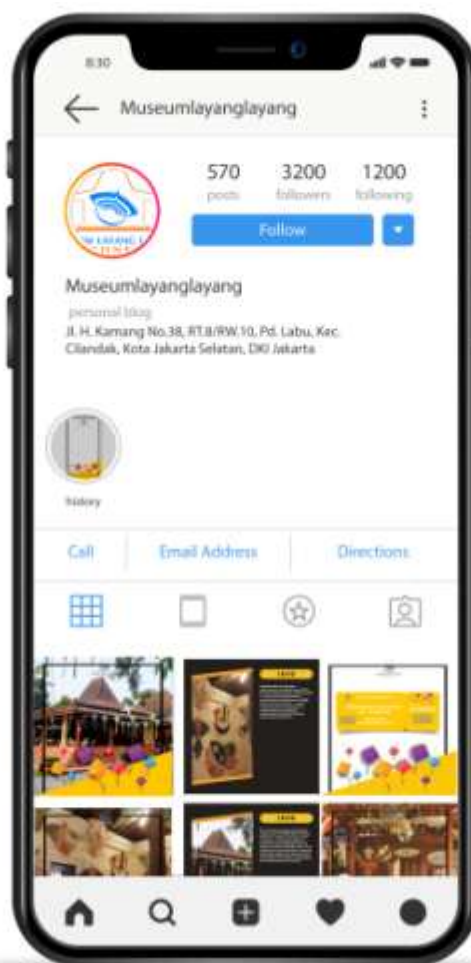 8:30
Museumlayanglayang
570 3200 1200
posts followers following
Follow
Museumlayanglayang
personal blog
Jl. H. Kamang No.38, RT.8/RW.10, Pd. Labu, Kec.
Cilandak, Kota Jakarta Selatan, DKI Jakarta
history
Call Email Address Directions